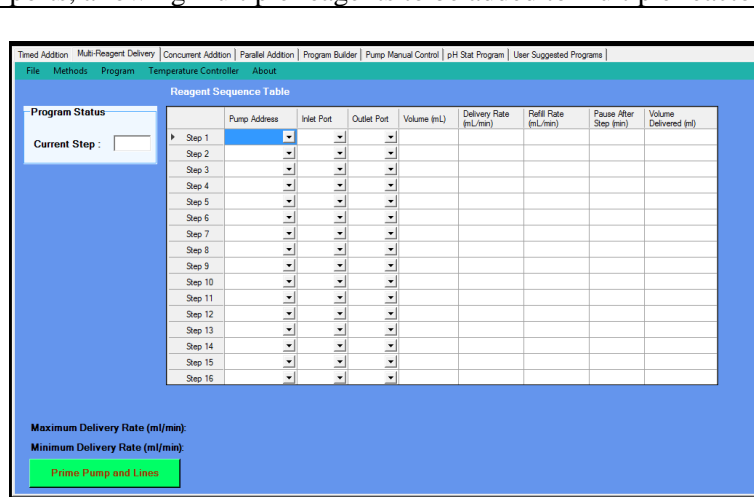 Timed Addition Multi-Reagent Delivery Concurrent Addition Parallel Addition Program Builder Pump Manual Control pH Stat Program User Suggested Programs
File Methods Program Temperature Controller About
Reagent Sequence Table
Program Status
Current Step :
Pump Address Inlet Port Outlet Port Volume (mL) Delivery Rate (mL/min) Refill Rate (mL/min) Pause After Step (min) Volume Delivered (ml)
Step 1
Step 2
Step 3
Step 4
Step 5
Step 6
Step 7
Step 8
Step 9
Step 10
Step 11
Step 12
Step 13
Step 14
Step 15
Step 16
Maximum Delivery Rate (ml/min):
Minimum Delivery Rate (ml/min):
Prime Pump and Lines